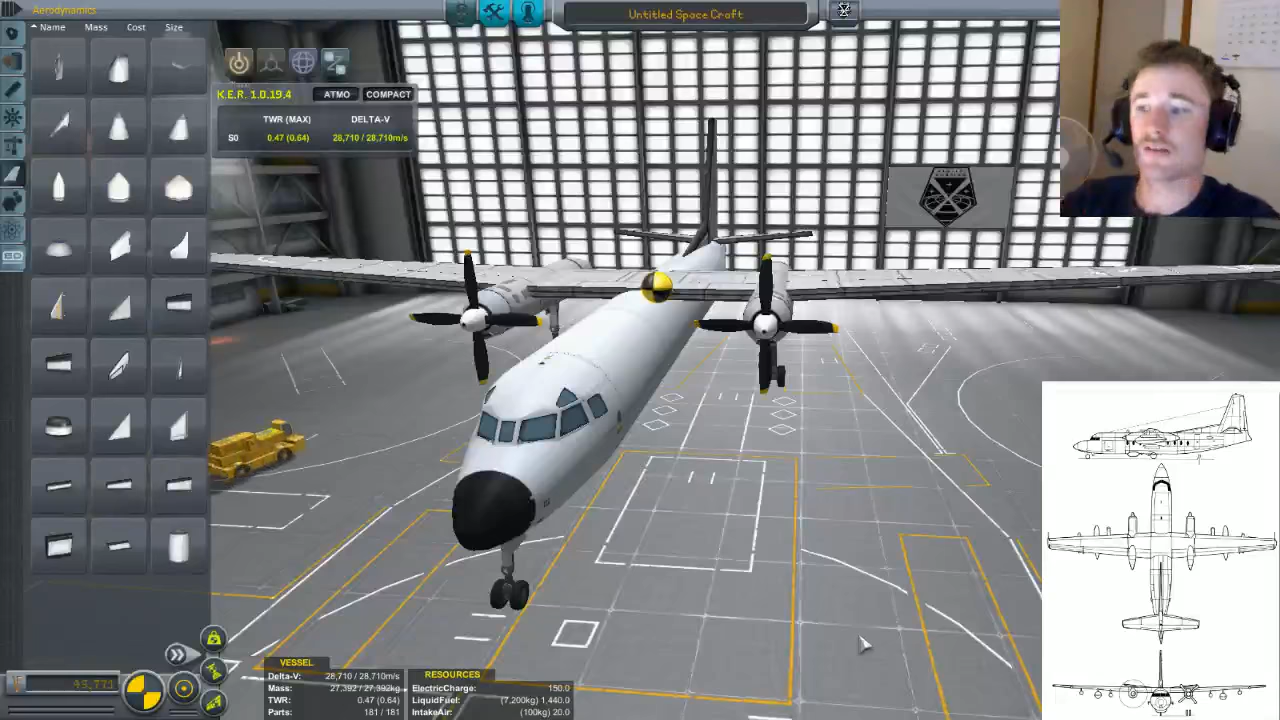 Aerodynamics
Untitled Space Craft
Name Mass Cost Size
K.E.R. 1.0.19.4 ATMO COMPACT
TWR (MAX) DELTA-V
S0 0.47 (0.64) 28,710 / 28,710m/s
45,771
VESSEL
Delta-V: 28,710 / 28,710m/s
Mass: 27,392 / 27,392kg
TWR: 0.47 (0.64)
Parts: 181 / 181
RESOURCES
ElectricCharge: 150.0
LiquidFuel: (7,200kg) 1,440.0
IntakeAir: (100kg) 20.0